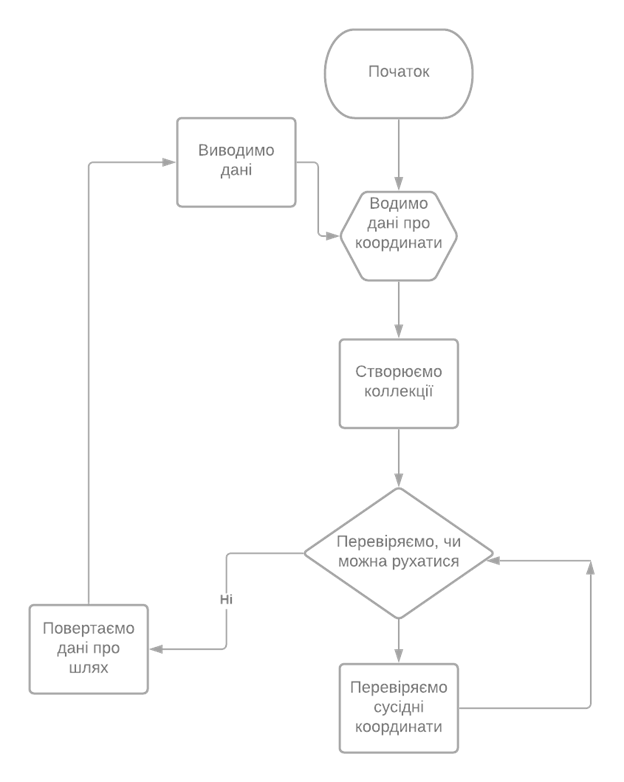 Початок
Виводимо
дані
Водимо
дані про
координати
Створюємо
коллекції
Перевіряємо, чи
можна рухатися
Ні
Повертаємо
дані про
шлях
Перевіряємо
сусідні
координати